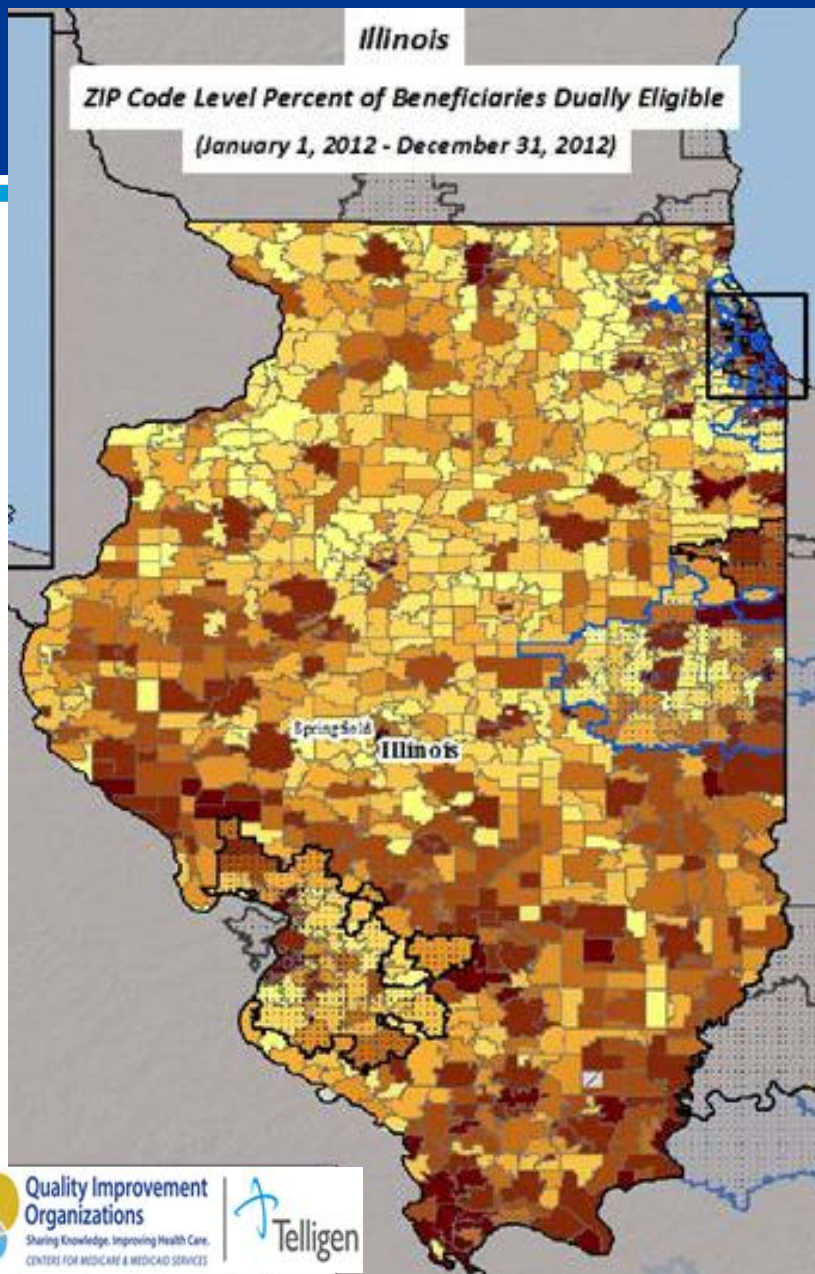 Illinois
ZIP Code Level Percent of Beneficiaries Dually Eligible
(January 1, 2012 - December 31, 2012)
Springfield
Illinois
Quality Improvement
Organizations
Sharing Knowledge. Improving Health Care.
CENTERS FOR MEDICARE & MEDICAID SERVICES
Telligen